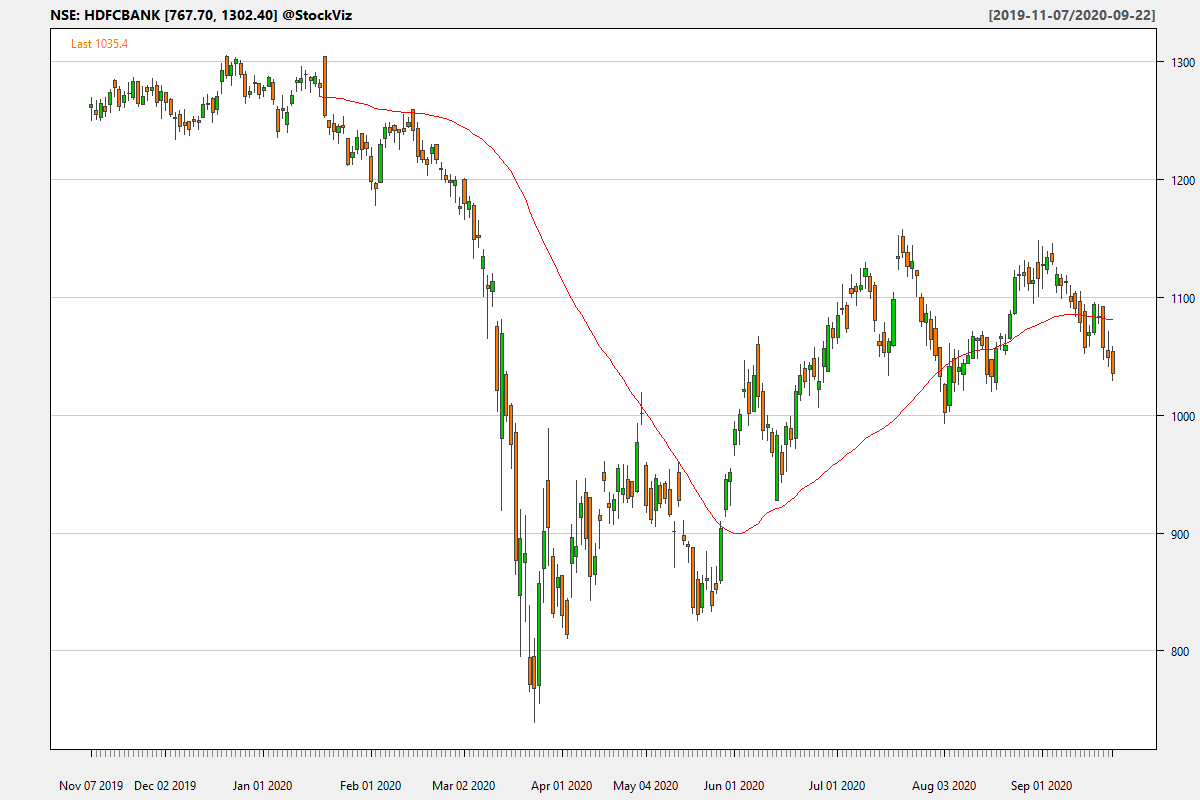 NSE: HDFCBANK [767.70, 1302.40] @StockViz [2019-11-07/2020-09-22]
Last 1035.4
1300
1200
1100
1000
900
800
Nov 07 2019 Dec 02 2019 Jan 01 2020 Feb 01 2020 Mar 02 2020 Apr 01 2020 May 04 2020 Jun 01 2020 Jul 01 2020 Aug 03 2020 Sep 01 2020